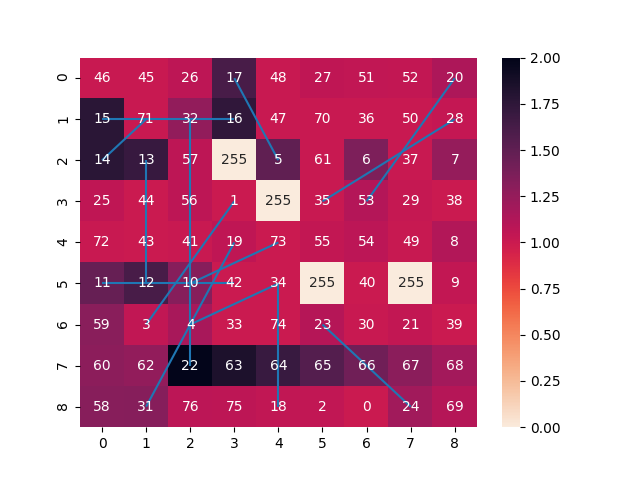 0 46 45 26 17 48 27 51 52 20
1 15 71 32 16 47 70 36 50 28
2 14 13 57 255 5 61 6 37 7
3 25 44 56 1 255 35 53 29 38
4 72 43 41 19 73 55 54 49 8
5 11 12 10 42 34 255 40 255 9
6 59 3 4 33 74 23 30 21 39
7 60 62 22 63 64 65 66 67 68
8 58 31 76 75 18 2 0 24 69
0 1 2 3 4 5 6 7 8
2.00
1.75
1.50
1.25
1.00
0.75
0.50
0.25
0.00